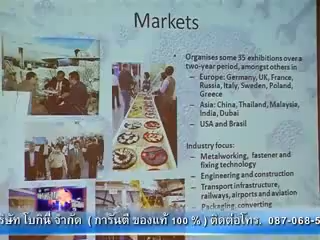 Markets
Organises some 35 exhibitions over a
two-year period, amongst others in
– Europe: Germany, UK, France,
Russia, Italy, Sweden, Poland,
Greece
– Asia: China, Thailand, Malaysia,
India, Dubai
– USA and Brasil
Industry focus:
– Metalworking, fastener and
fixing technology
– Engineering and construction
– Transport infrastructure,
railways, airports and aviation
– Packaging, converting
ริษัท โบกินี่ จำกัด ( การันตี ของแท้ 100 % ) ติดต่อโทร. 087-068-5